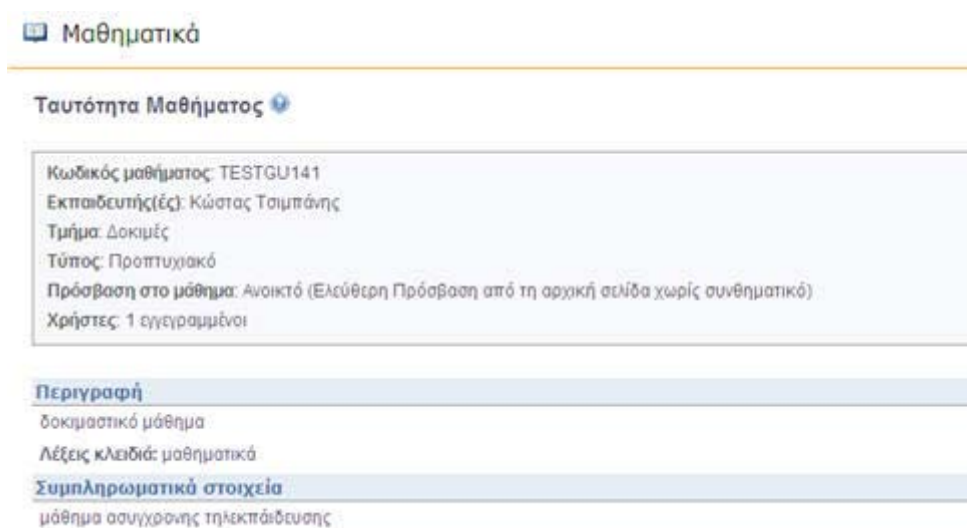 Μαθηματικά
Ταυτότητα Μαθήματος
Κωδικός μαθήματος: TESTGU141
Εκπαιδευτής(ές): Κώστας Τσιμπάνης
Τμήμα: Δοκιμές
Τύπος: Προπτυχιακό
Πρόσβαση στο μάθημα: Ανοικτό (Ελεύθερη Πρόσβαση από τη αρχική σελίδα χωρίς συνθηματικό)
Χρήστες: 1 εγγεγραμμένοι
Περιγραφή
δοκιμαστικό μάθημα
Λέξεις κλειδιά: μαθηματικά
Συμπληρωματικά στοιχεία
μάθημα ασυγχρονης τηλεκπάιδευσης